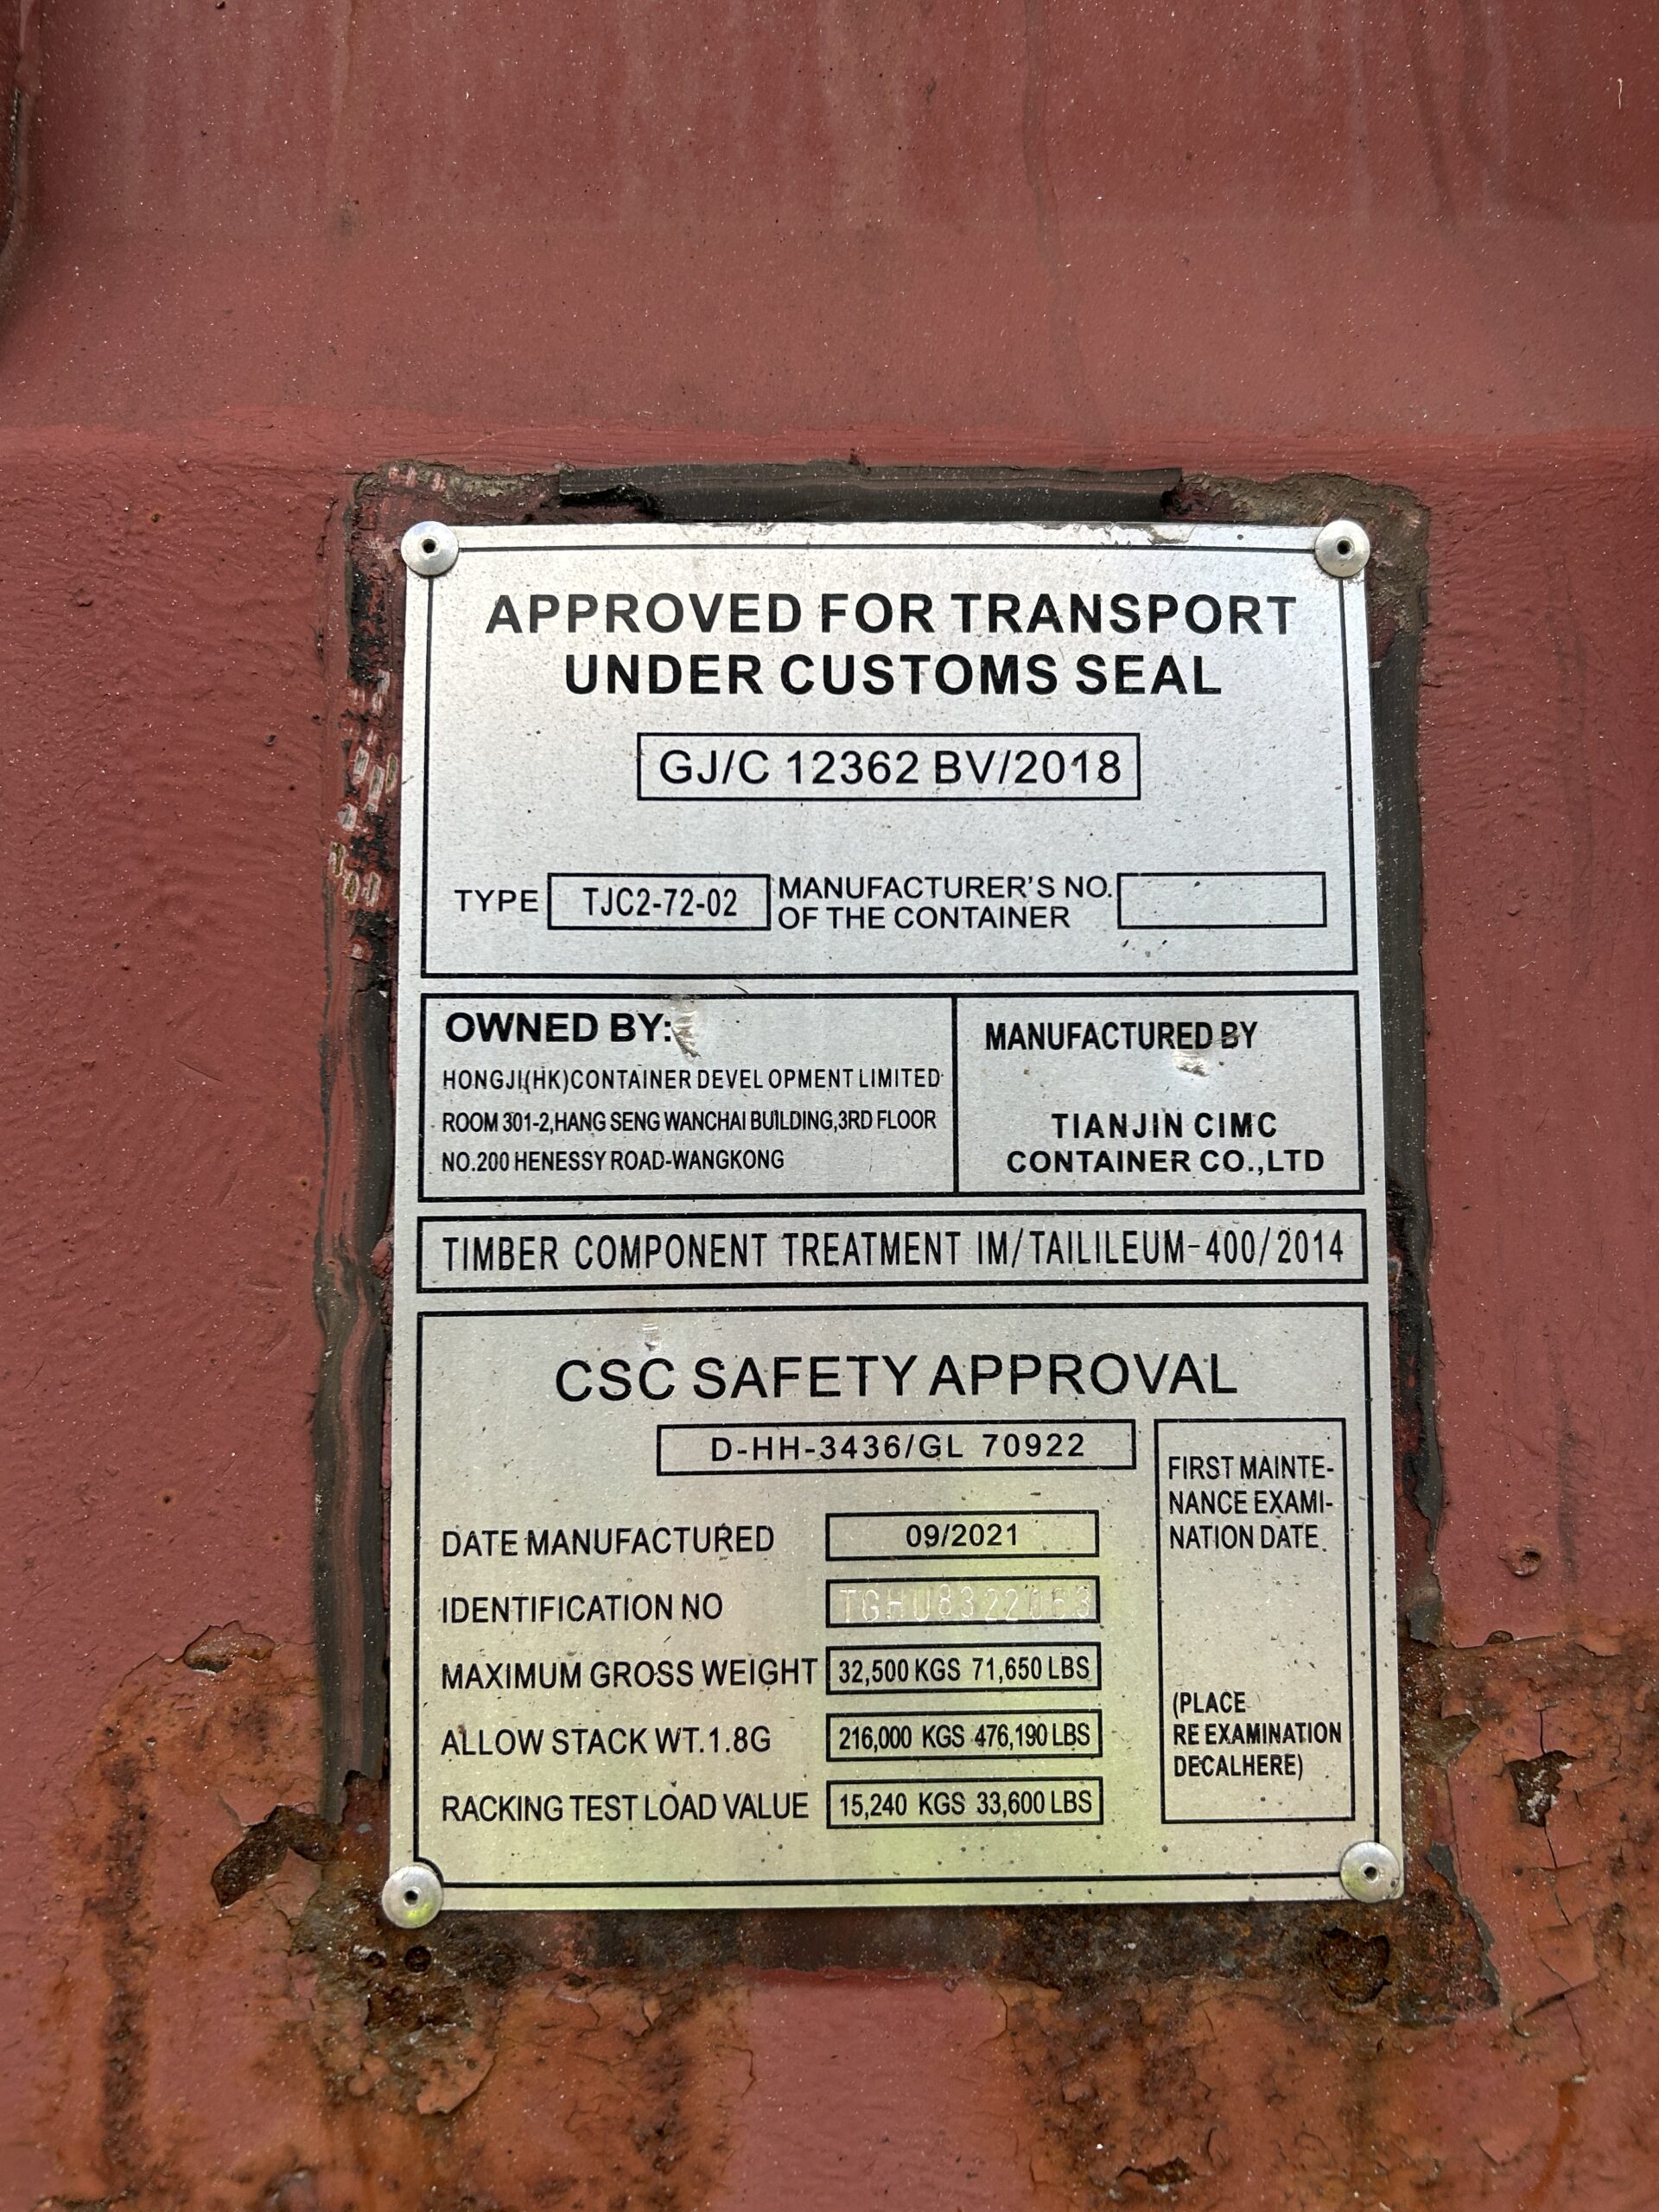 APPROVED FOR TRANSPORT
UNDER CUSTOMS SEAL
GJ/C 12362 BV/2018
TYPE TJC2-72-02 MANUFACTURER'S NO.
OF THE CONTAINER
OWNED BY:
HONGJI(HK)CONTAINER DEVEL OPMENT LIMITED
ROOM 301-2,HANG SENG WANCHAI BUILDING,3RD FLOOR
NO.200 HENESSY ROAD-WANGKONG
MANUFACTURED BY
TIANJIN CIMC
CONTAINER CO.,LTD
TIMBER COMPONENT TREATMENT IM/TAILILEUM-400/2014
CSC SAFETY APPROVAL
D-HH-3436/GL 70922
DATE MANUFACTURED 09/2021
IDENTIFICATION NO
MAXIMUM GROSS WEIGHT 32,500 KGS 71,650 LBS
ALLOW STACK WT.1.8G 216,000 KGS 476,190 LBS
RACKING TEST LOAD VALUE 15,240 KGS 33,600 LBS
FIRST MAINTE-
NANCE EXAMI-
NATION DATE
(PLACE
RE EXAMINATION
DECALHERE)